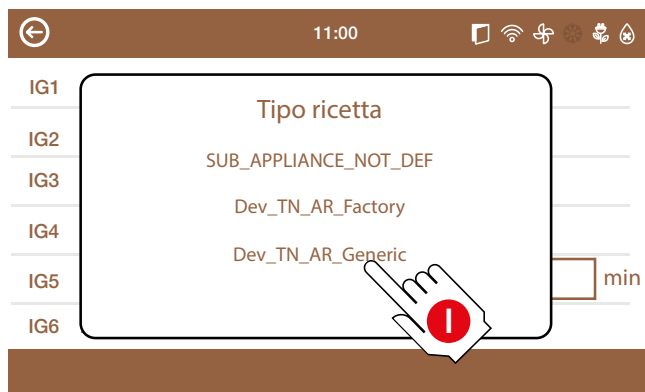 11:00
IG1
Tipo ricetta
IG2
SUB_APPLIANCE_NOT_DEF
IG3
Dev_TN_AR_Factory
IG4
Dev_TN_AR_Generic
IG5
min
I
IG6